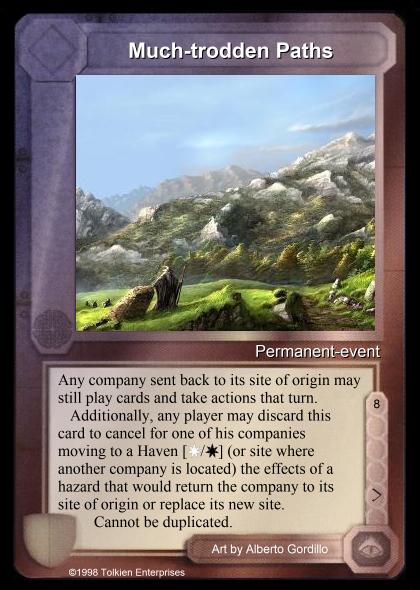 Much-trodden Paths
Permanent-event
Any company sent back to its site of origin may
still play cards and take actions that turn.
Additionally, any player may discard this
card to cancel for one of his companies
moving to a Haven [☀/☀] (or site where
another company is located) the effects of a
hazard that would return the company to its
site of origin or replace its new site.
Cannot be duplicated.
8
Art by Alberto Gordillo
©1998 Tolkien Enterprises